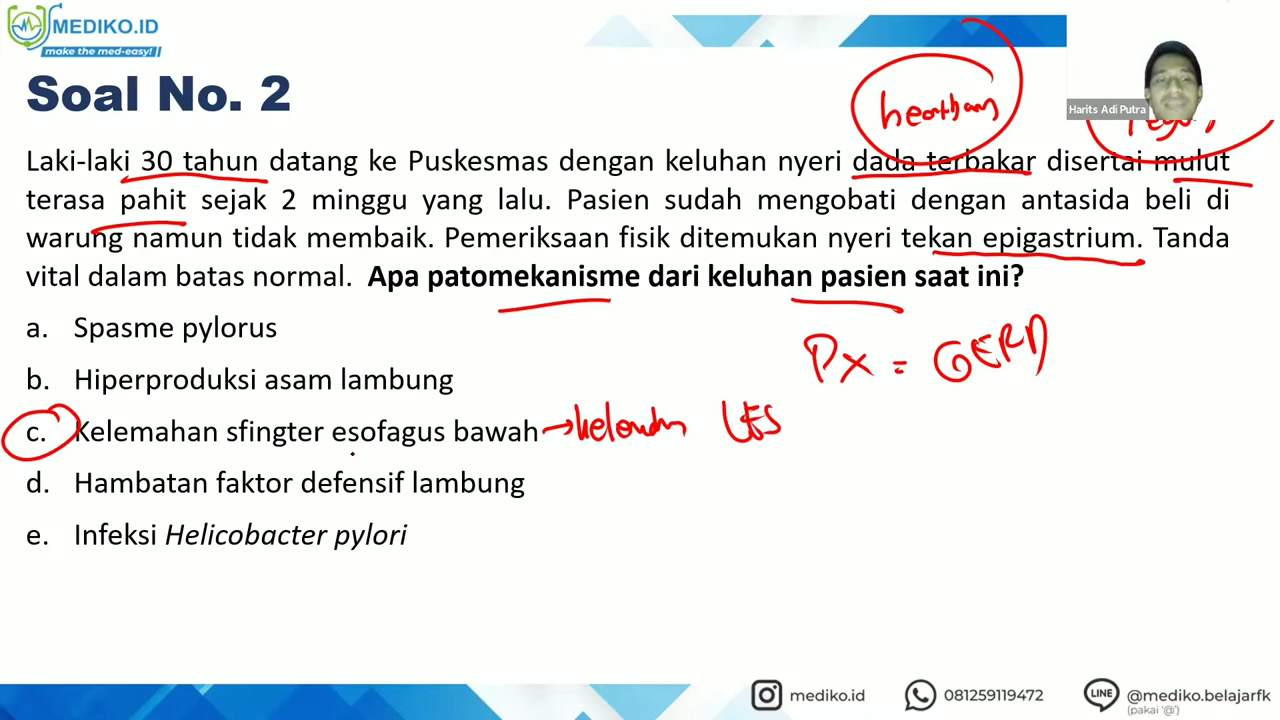 MEDIKO.ID
make the med-easy!
Soal No. 2
Harits Adi Putra
Laki-laki 30 tahun datang ke Puskesmas dengan keluhan nyeri dada terbakar disertai mulut
terasa pahit sejak 2 minggu yang lalu. Pasien sudah mengobati dengan antasida beli di
warung namun tidak membaik. Pemeriksaan fisik ditemukan nyeri tekan epigastrium. Tanda
vital dalam batas normal. Apa patomekanisme dari keluhan pasien saat ini?
a. Spasme pylorus
Px = GERD
b. Hiperproduksi asam lambung
c. Kelemahan sfingter esofagus bawah → LES
d. Hambatan faktor defensif lambung
e. Infeksi Helicobacter pylori
mediko.id
081259119472
LINE
@mediko.belajarfk
(pakai '@')